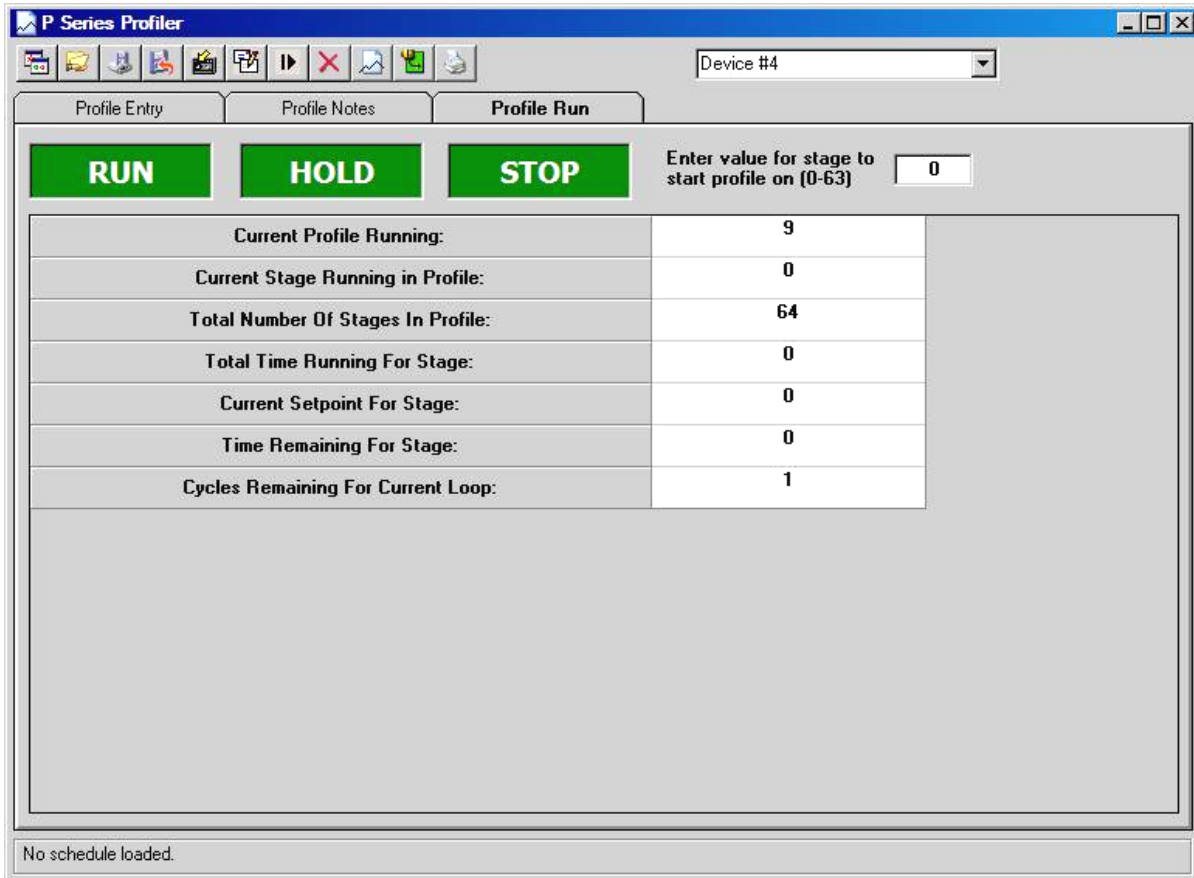 P Series Profiler
Device #4
Profile Entry
Profile Notes
Profile Run
RUN
HOLD
STOP
Enter value for stage to
start profile on (0-63)
0
Current Profile Running:
9
Current Stage Running in Profile:
0
Total Number Of Stages In Profile:
64
Total Time Running For Stage:
0
Current Setpoint For Stage:
0
Time Remaining For Stage:
0
Cycles Remaining For Current Loop:
1
No schedule loaded.